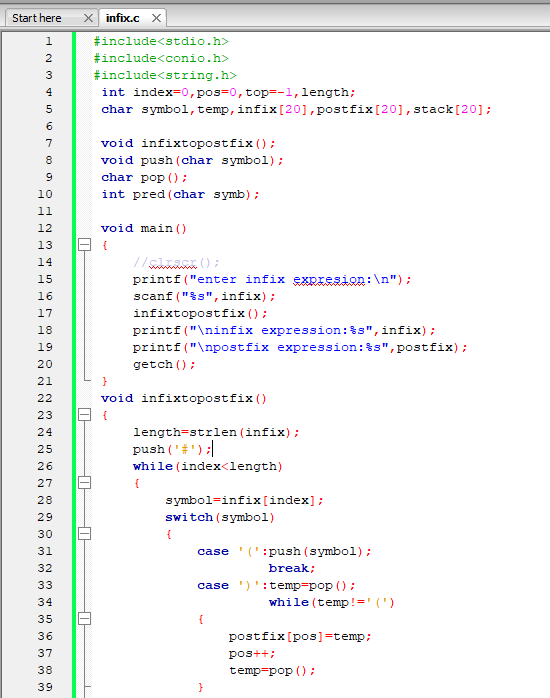 Start here infix.c
1 #include<stdio.h>
2 #include<conio.h>
3 #include<string.h>
4 int index=0,pos=0,top=-1,length;
5 char symbol,temp,infix[20],postfix[20],stack[20];
6
7 void infixtopostfix();
8 void push(char symbol);
9 char pop();
10 int pred(char symb);
11
12 void main()
13 {
14 //clrscr();
15 printf("enter infix expresion:\n");
16 scanf("%s",infix);
17 infixtopostfix();
18 printf("\ninfix expression:%s",infix);
19 printf("\npostfix expression:%s",postfix);
20 getch();
21 }
22 void infixtopostfix()
23 {
24 length=strlen(infix);
25 push('#');
26 while(index<length)
27 {
28 symbol=infix[index];
29 switch(symbol)
30 {
31 case '(':push(symbol);
32 break;
33 case ')':temp=pop();
34 while(temp!='(')
35 {
36 postfix[pos]=temp;
37 pos++;
38 temp=pop();
39 }